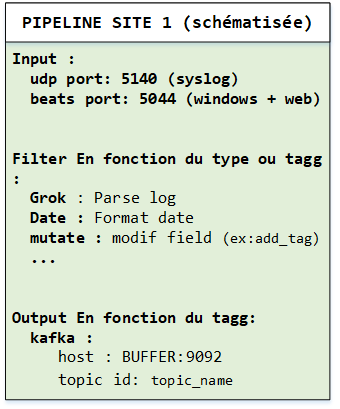 PIPELINE SITE 1 (schématisée)
Input :
udp port: 5140 (syslog)
beats port: 5044 (windows + web)
Filter En fonction du type ou tagg
:
Grok : Parse log
Date : Format date
mutate : modif field (ex:add_tag)
...
Output En fonction du tagg:
kafka :
host : BUFFER:9092
topic id: topic_name